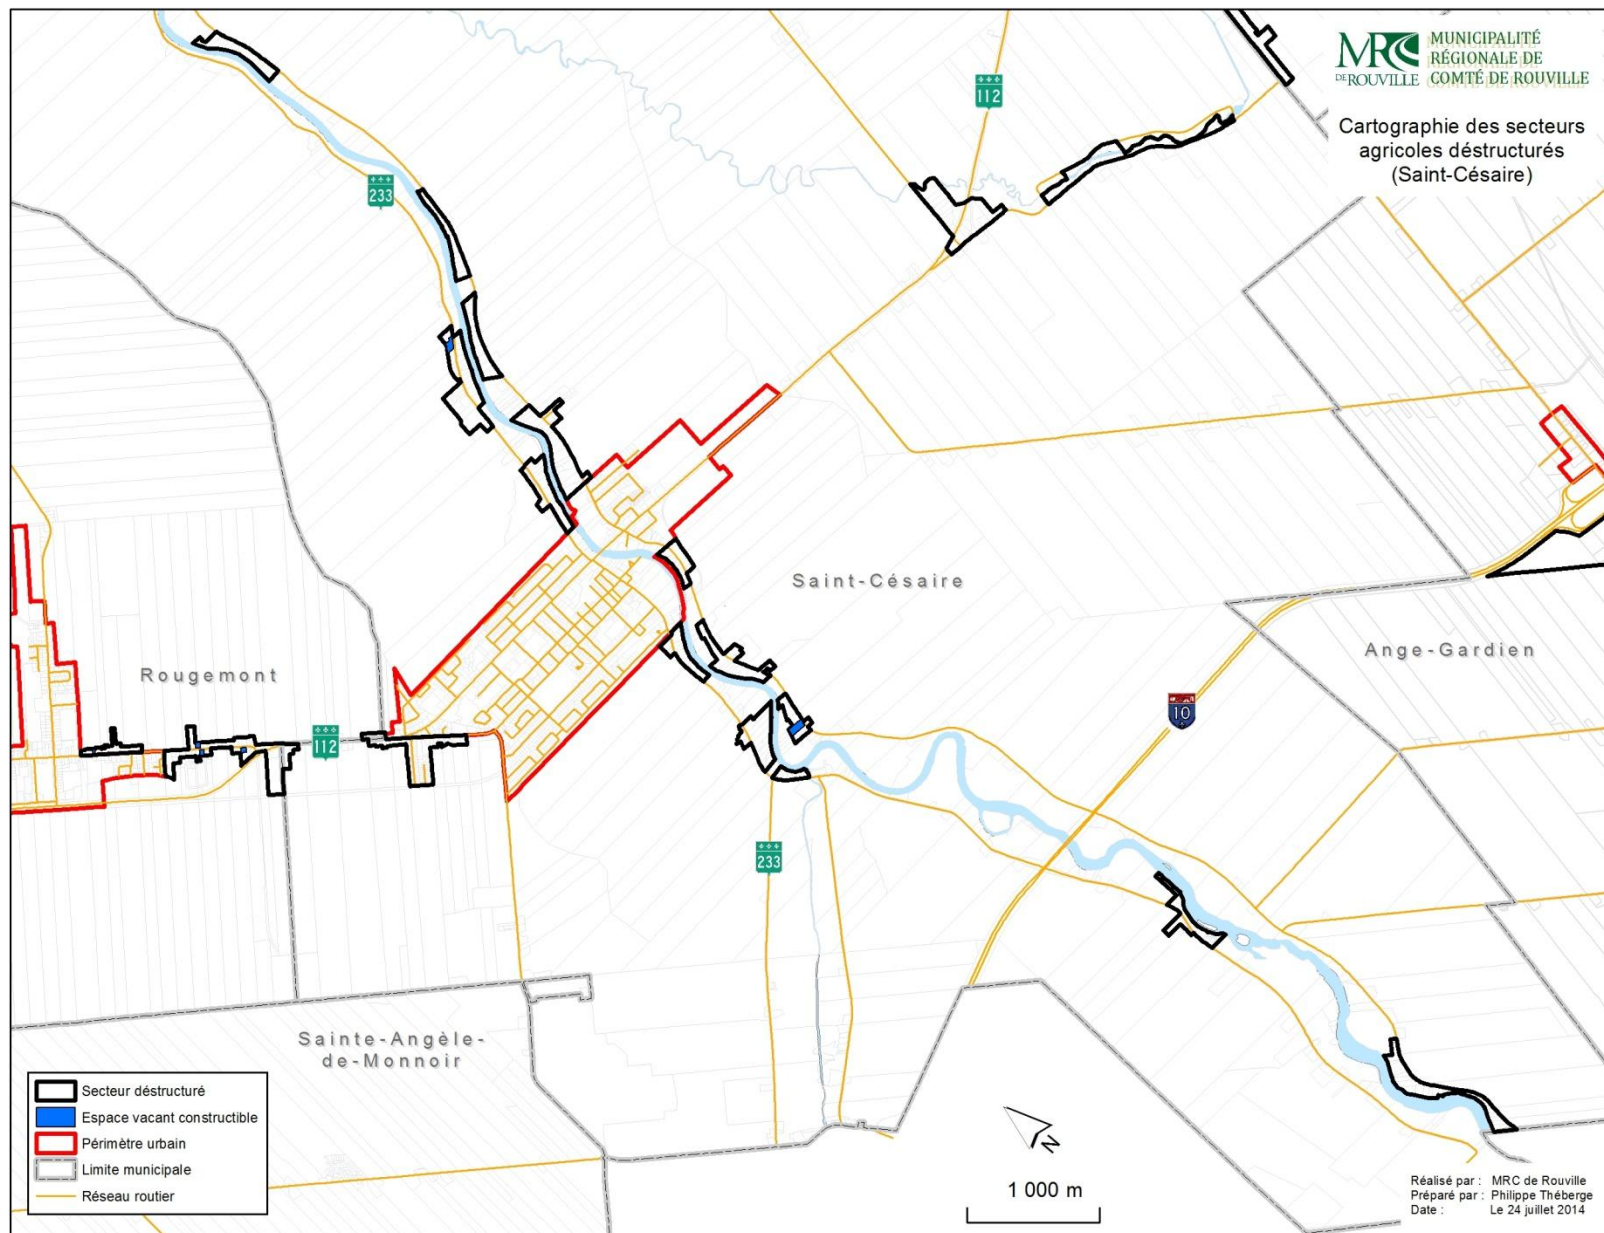 MRC
DE ROUVILLE
MUNICIPALITÉ
RÉGIONALE DE
COMTÉ DE ROUVILLE
Cartographie des secteurs
agricoles déstructurés
(Saint-Césaire)
112
233
Saint-Césaire
Ange-Gardien
Rougemont
10
112
233
Sainte-Angèle-
de-Monnoir
Secteur déstructuré
Espace vacant constructible
Périmètre urbain
Limite municipale
Réseau routier
N
1 000 m
Réalisé par : MRC de Rouville
Préparé par : Philippe Théberge
Date : Le 24 juillet 2014